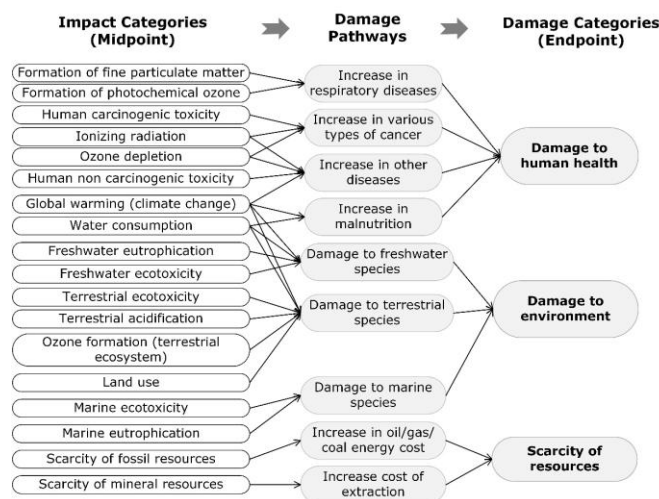 Impact Categories
(Midpoint)
Damage
Pathways
Damage Categories
(Endpoint)
Formation of fine particulate matter
Formation of photochemical ozone
Human carcinogenic toxicity
Ionizing radiation
Ozone depletion
Human non carcinogenic toxicity
Global warming (climate change)
Water consumption
Freshwater eutrophication
Freshwater ecotoxicity
Terrestrial ecotoxicity
Terrestrial acidification
Ozone formation (terrestrial
ecosystem)
Land use
Marine ecotoxicity
Marine eutrophication
Scarcity of fossil resources
Scarcity of mineral resources
Increase in
respiratory diseases
Increase in various
types of cancer
Increase in other
diseases
Increase in
malnutrition
Damage to freshwater
species
Damage to terrestrial
species
Damage to marine
species
Increase in oil/gas/
coal energy cost
Increase cost of
extraction
Damage to
human health
Damage to
environment
Scarcity of
resources